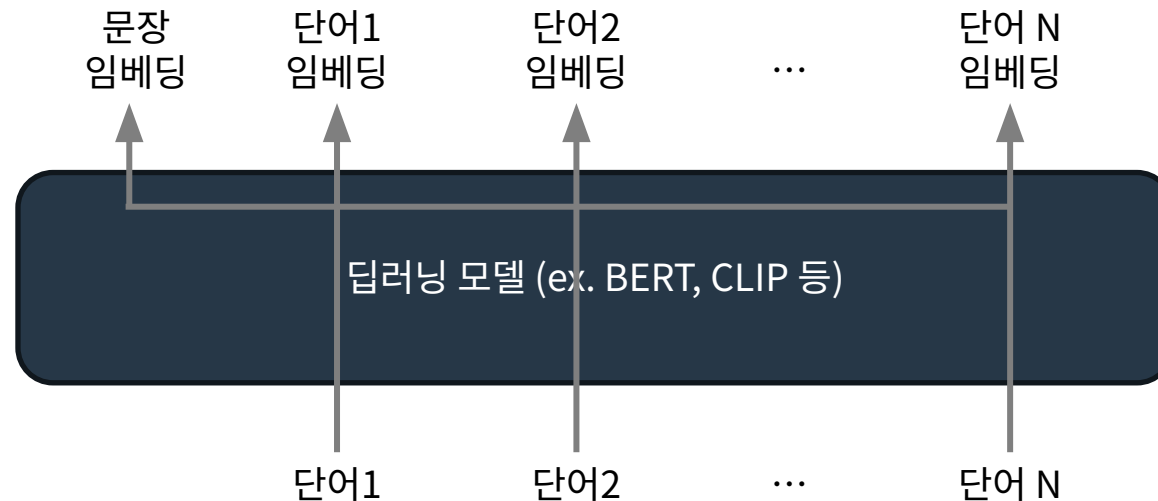 문장 임베딩
단어1 임베딩
단어2 임베딩
…
단어 N 임베딩
딥러닝 모델 (ex. BERT, CLIP 등)
단어1
단어2
…
단어 N